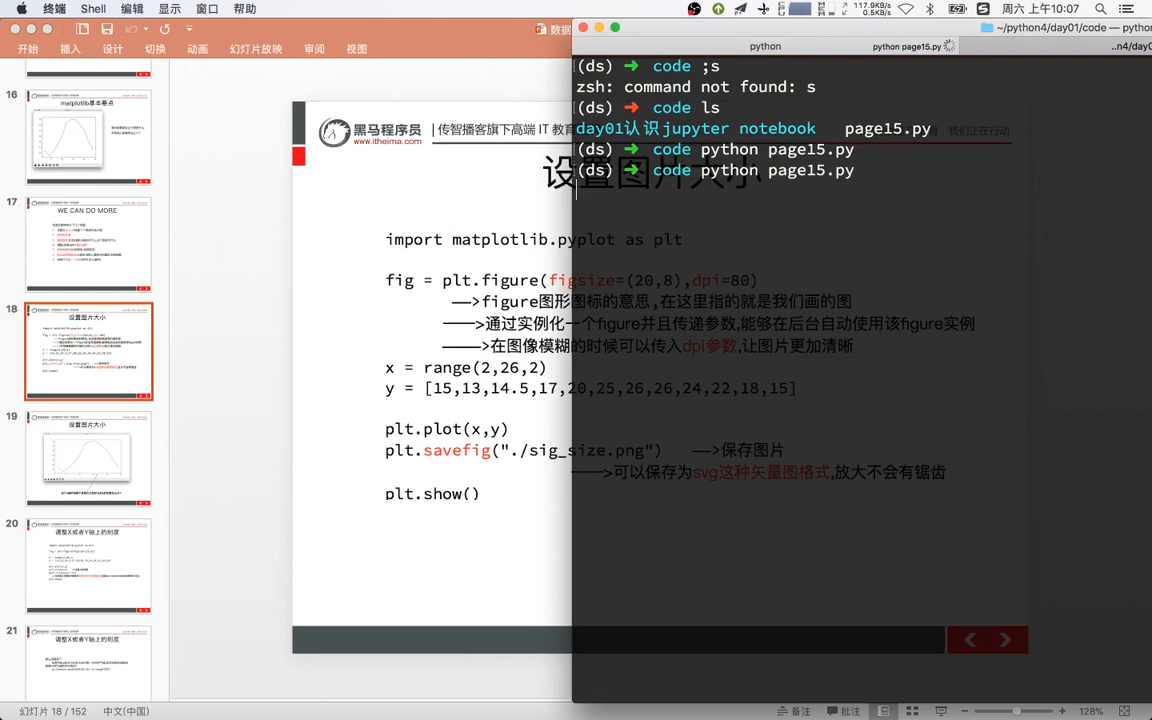 终端 Shell 编辑 显示 窗口 帮助
117.9KB/s
0.5KB/s
周六 上午10:07
开始 插入 设计 切换 动画 幻灯片放映 审阅 视图
数据
~/python4/day01/code — python
python
python page15.py
..n4/day0
(ds) ➜ code ;s
zsh: command not found: s
(ds) ➜ code ls
day01认识jupyter notebook page15.py
(ds) ➜ code python page15.py
(ds) ➜ code python page15.py
16
matplotlib基本要点
17
WE CAN DO MORE
18
设置图片大小
19
设置图片大小
20
调整X或者Y轴上的刻度
21
调整X或者Y轴上的刻度
黑马程序员
www.itheima.com
传智播客旗下高端 IT 教育
我们正在行动
设置图片大小
import matplotlib.pyplot as plt
fig = plt.figure(figsize=(20,8),dpi=80)
—>figure图形图标的意思,在这里指的就是我们画的图
——>通过实例化一个figure并且传递参数,能够在后台自动使用该figure实例
——>在图像模糊的时候可以传入dpi参数,让图片更加清晰
x = range(2,26,2)
y = [15,13,14.5,17,20,25,26,26,24,22,18,15]
plt.plot(x,y)
plt.savefig("./sig_size.png") —>保存图片
——>可以保存为svg这种矢量图格式,放大不会有锯齿
plt.show()
幻灯片 18 / 152 中文(中国)
备注 批注
128%